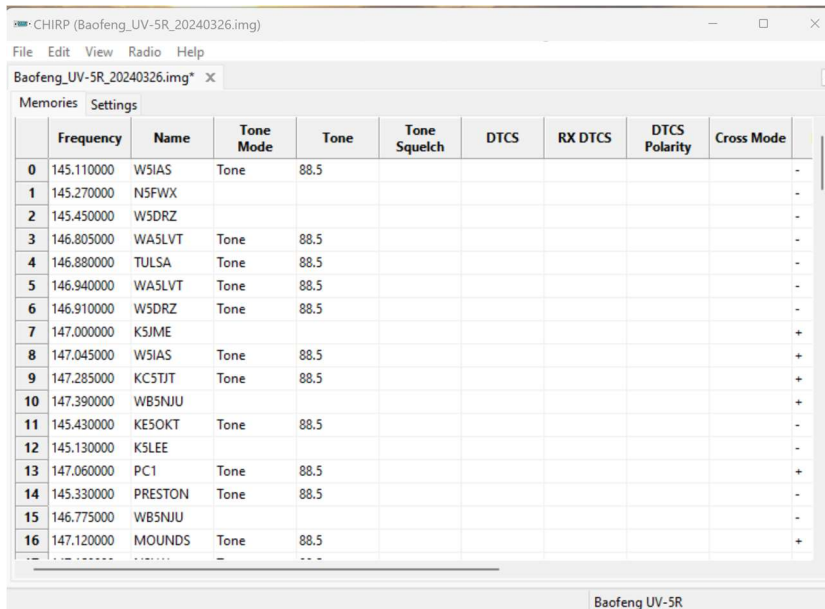 CHIRP (Baofeng_UV-5R_20240326.img)
File Edit View Radio Help
Baofeng_UV-5R_20240326.img* X
Memories Settings
Frequency Name Tone Mode Tone Tone Squelch DTCS RX DTCS DTCS Polarity Cross Mode
0 145.110000 W5IAS Tone 88.5 -
1 145.270000 N5FWX -
2 145.450000 W5DRZ -
3 146.805000 WA5LVT Tone 88.5 -
4 146.880000 TULSA Tone 88.5 -
5 146.940000 WA5LVT Tone 88.5 -
6 146.910000 W5DRZ Tone 88.5 -
7 147.000000 K5JME +
8 147.045000 W5IAS Tone 88.5 +
9 147.285000 KC5TJT Tone 88.5 +
10 147.390000 WB5NJU +
11 145.430000 KE5OKT Tone 88.5 -
12 145.130000 K5LEE -
13 147.060000 PC1 Tone 88.5 +
14 145.330000 PRESTON Tone 88.5 -
15 146.775000 WB5NJU -
16 147.120000 MOUNDS Tone 88.5 +
Baofeng UV-5R